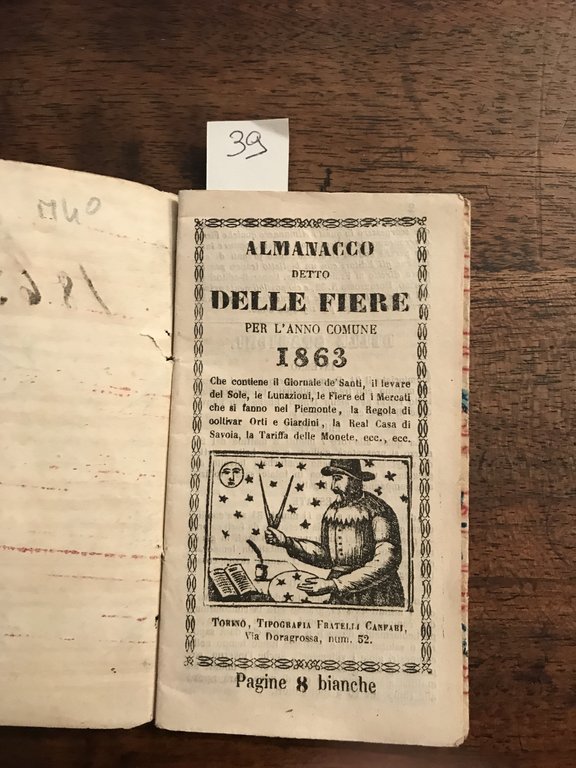 39
ALMANACCO
DETTO
DELLE FIERE
PER L'ANNO COMUNE
1863
Che contiene il Giornale de' Santi, il levare
del Sole, le Lunazioni, le Fiere ed i Mercati
che si fanno nel Piemonte, la Regola di
coltivar Orti e Giardini, la Real Casa di
Savoia, la Tariffa delle Monete, ecc., ecc.
TORINO, TIPOGRAFIA FRATELLI CANFARI,
Via Doragrossa, num. 32.
Pagine 8 bianche